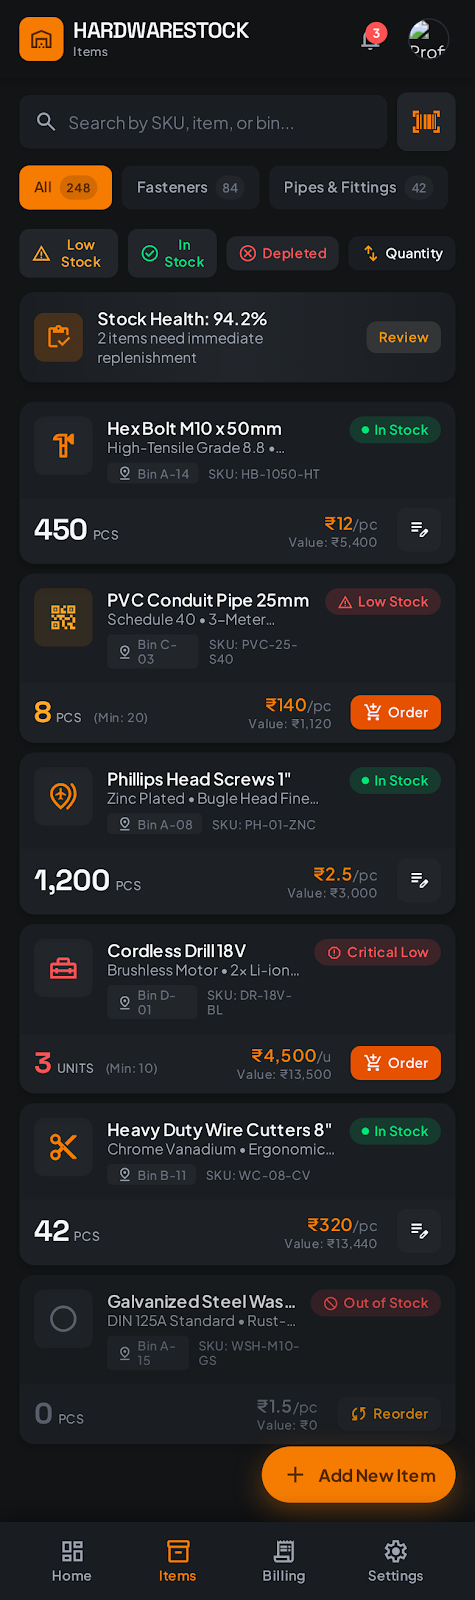 HARDWARESTOCK
Items
3
Prof
Search by SKU, item, or bin...
All 248
Fasteners 84
Pipes & Fittings 42
Low
Stock
In
Stock
Depleted
Quantity
Stock Health: 94.2%
2 items need immediate
replenishment
Review
Hex Bolt M10 x 50mm
In Stock
High-Tensile Grade 8.8 •...
Bin A-14
SKU: HB-1050-HT
450 PCS
₹12/pc
Value: ₹5,400
PVC Conduit Pipe 25mm
Low Stock
Schedule 40 • 3-Meter...
Bin C-
03
SKU: PVC-25-
S40
8 PCS (Min: 20)
₹140/pc
Value: ₹1,120
Order
Phillips Head Screws 1"
In Stock
Zinc Plated • Bugle Head Fine...
Bin A-08
SKU: PH-01-ZNC
1,200 PCS
₹2.5/pc
Value: ₹3,000
Cordless Drill 18V
Critical Low
Brushless Motor • 2x Li-ion...
Bin D-
01
SKU: DR-18V-
BL
3 UNITS (Min: 10)
₹4,500/u
Value: ₹13,500
Order
Heavy Duty Wire Cutters 8"
In Stock
Chrome Vanadium • Ergonomic...
Bin B-11
SKU: WC-08-CV
42 PCS
₹320/pc
Value: ₹13,440
Galvanized Steel Was...
Out of Stock
DIN 125A Standard • Rust-...
Bin A-
15
SKU: WSH-M10-
GS
0 PCS
₹1.5/pc
Value: ₹0
Reorder
Add New Item
Home
Items
Billing
Settings